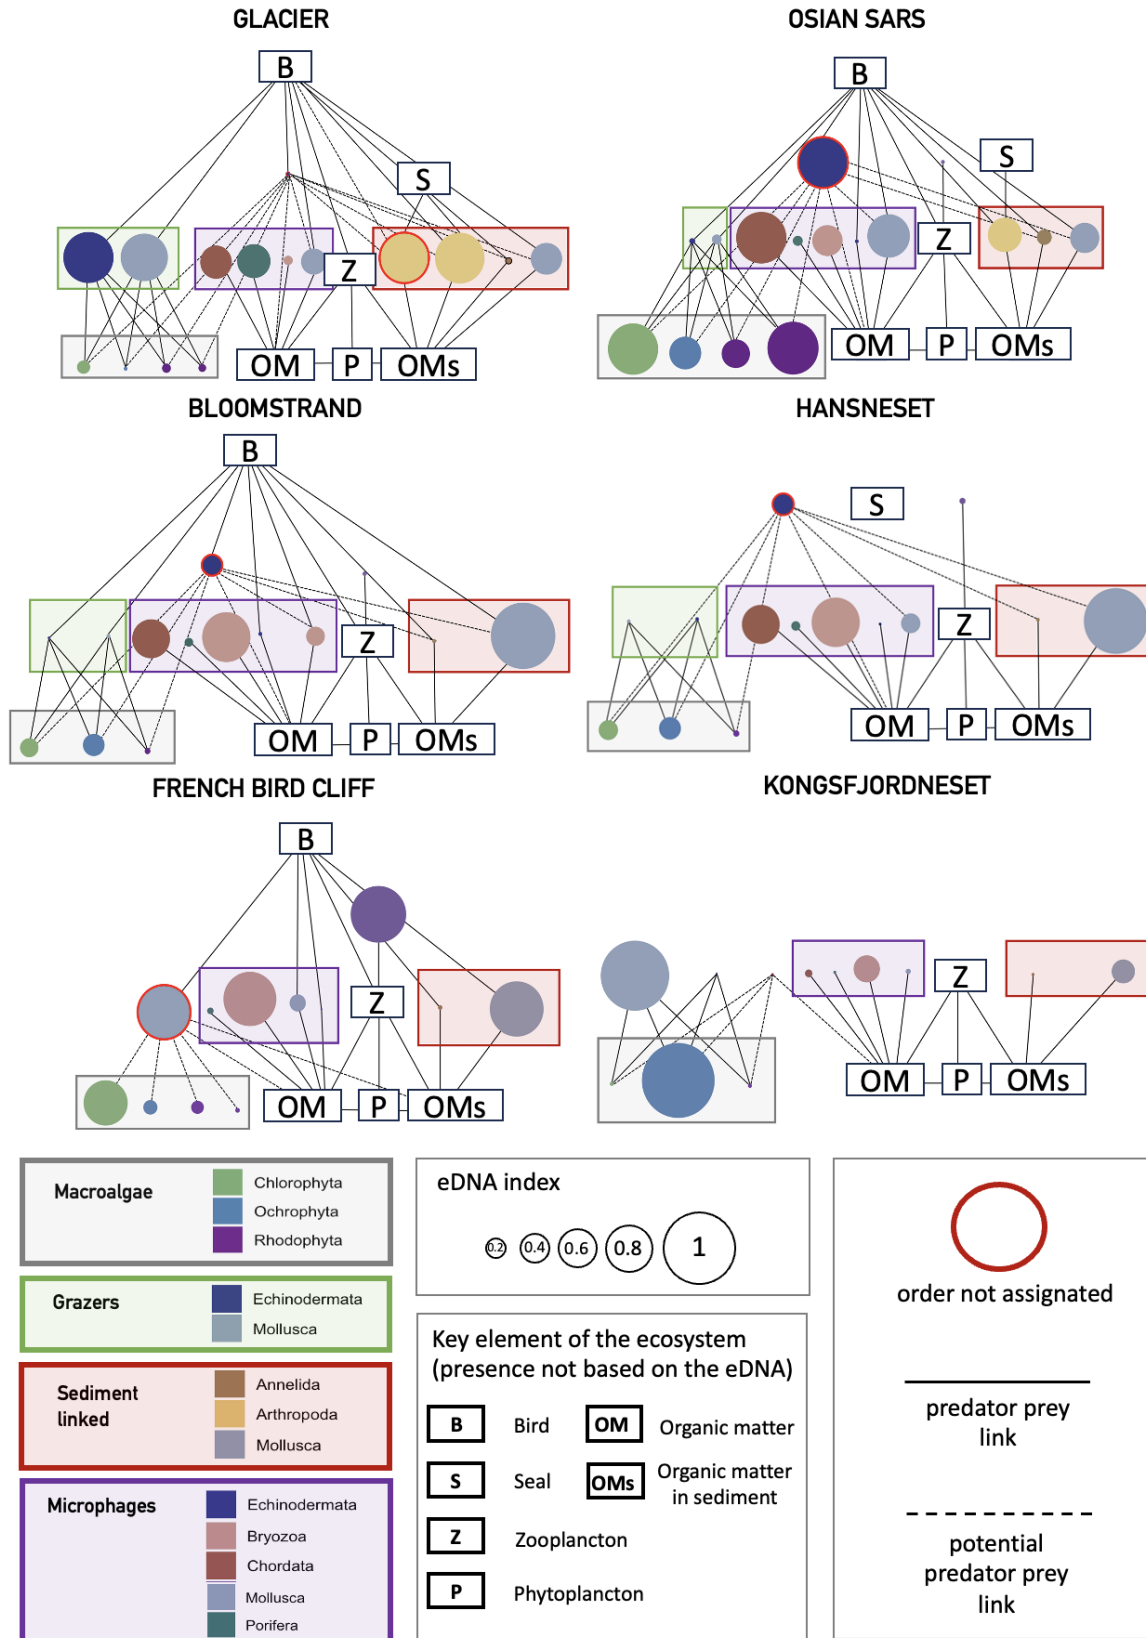 GLACIER
OSIAN SARS
B
B
S
S
Z
Z
OM
P
OMs
OM
P
OMs
BLOOMSTRAND
HANSNESET
B
S
Z
Z
OM
P
OMs
OM
P
OMs
FRENCH BIRD CLIFF
KONGSFJORDNESET
B
Z
Z
OM
P
OMs
OM
P
OMs
Macroalgae
Chlorophyta
Ochrophyta
Rhodophyta
Grazers
Echinodermata
Mollusca
Sediment
linked
Annelida
Arthropoda
Mollusca
Microphages
Echinodermata
Bryozoa
Chordata
Mollusca
Porifera
eDNA index
0.2
0.4
0.6
0.8
1
Key element of the ecosystem
(presence not based on the eDNA)
B
Bird
OM
Organic matter
S
Seal
OMs
Organic matter
in sediment
Z
Zooplancton
P
Phytoplancton
order not assignated
predator prey
link
potential
predator prey
link